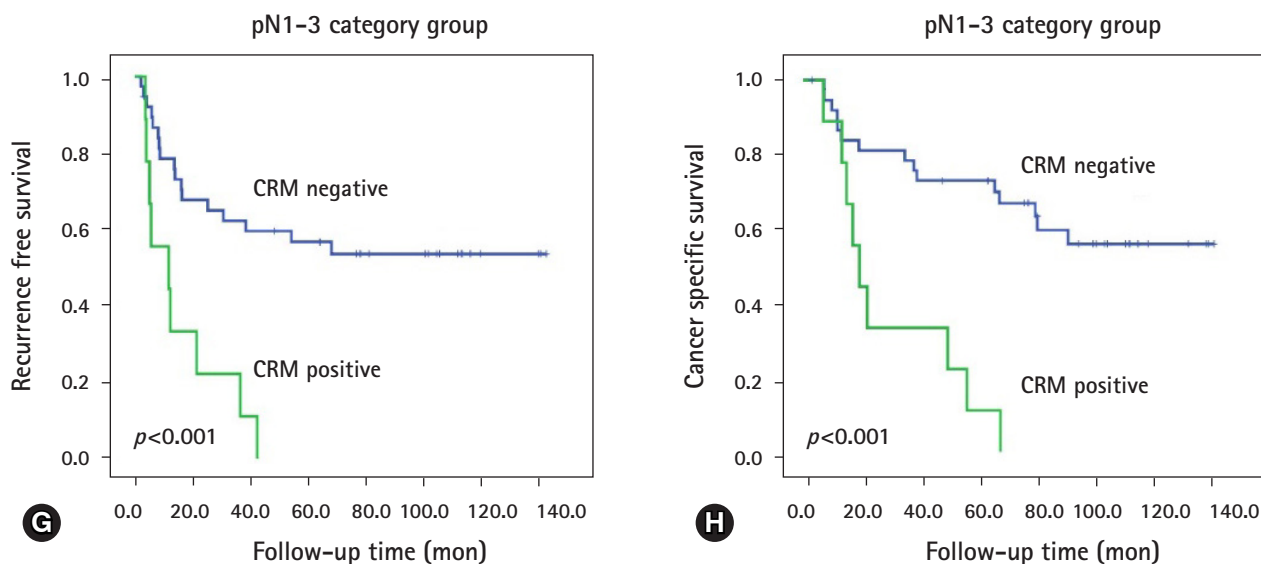 pN1-3 category group
Recurrence free survival
1.0
0.8
0.6
0.4
0.2
0.0
CRM negative
CRM positive
p<0.001
0.0 20.0 40.0 60.0 80.0 100.0 120.0 140.0
Follow-up time (mon)
G
pN1-3 category group
Cancer specific survival
1.0
0.8
0.6
0.4
0.2
0.0
CRM negative
CRM positive
p<0.001
0.0 20.0 40.0 60.0 80.0 100.0 120.0 140.0
Follow-up time (mon)
H